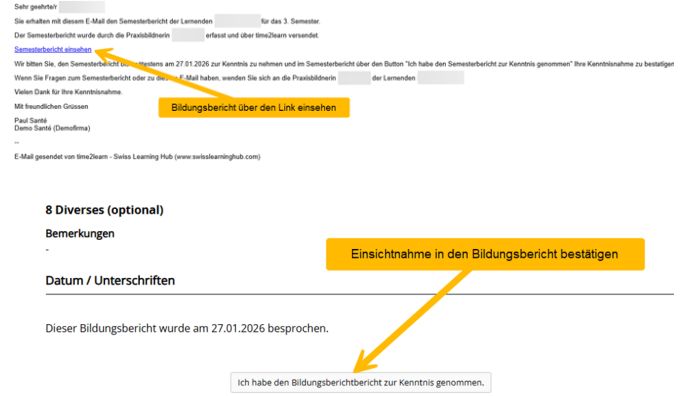 Sehr geehrte/r
Sie erhalten mit diesem E-Mail den Semesterbericht der Lernenden für das 3. Semester.
Der Semesterbericht wurde durch die Praxisbildnerin erfasst und über time2learn versendet.
Semesterbericht einsehen
Wir bitten Sie, den Semesterbericht bis spätestens am 27.01.2026 zur Kenntnis zu nehmen und im Semesterbericht über den Button "Ich habe den Semesterbericht zur Kenntnis genommen" Ihre Kenntnisnahme zu bestätigen
Wenn Sie Fragen zum Semesterbericht oder zu dieser E-Mail haben, wenden Sie sich an die Praxisbildnerin der Lernenden
Vielen Dank für Ihre Kenntnisnahme.
Bildungsbericht über den Link einsehen
Mit freundlichen Grüssen
Paul Santé
Demo Santé (Demofirma)
--
E-Mail gesendet von time2learn - Swiss Learning Hub (www.swisslearninghub.com)
8 Diverses (optional)
Bemerkungen
-
Einsichtnahme in den Bildungsbericht bestätigen
Datum / Unterschriften
Dieser Bildungsbericht wurde am 27.01.2026 besprochen.
Ich habe den Bildungsberichtbericht zur Kenntnis genommen.